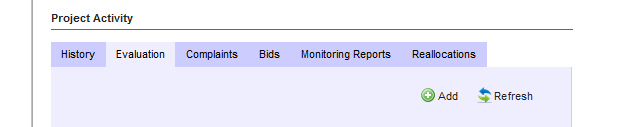 Project Activity
History Evaluation Complaints Bids Monitoring Reports Reallocations
Add Refresh